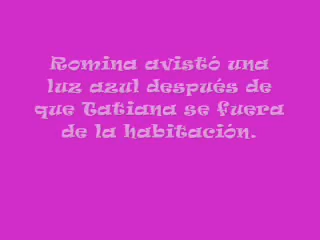 Romina avistó una
luz azul después de
que Tatiana se fuera
de la habitación.